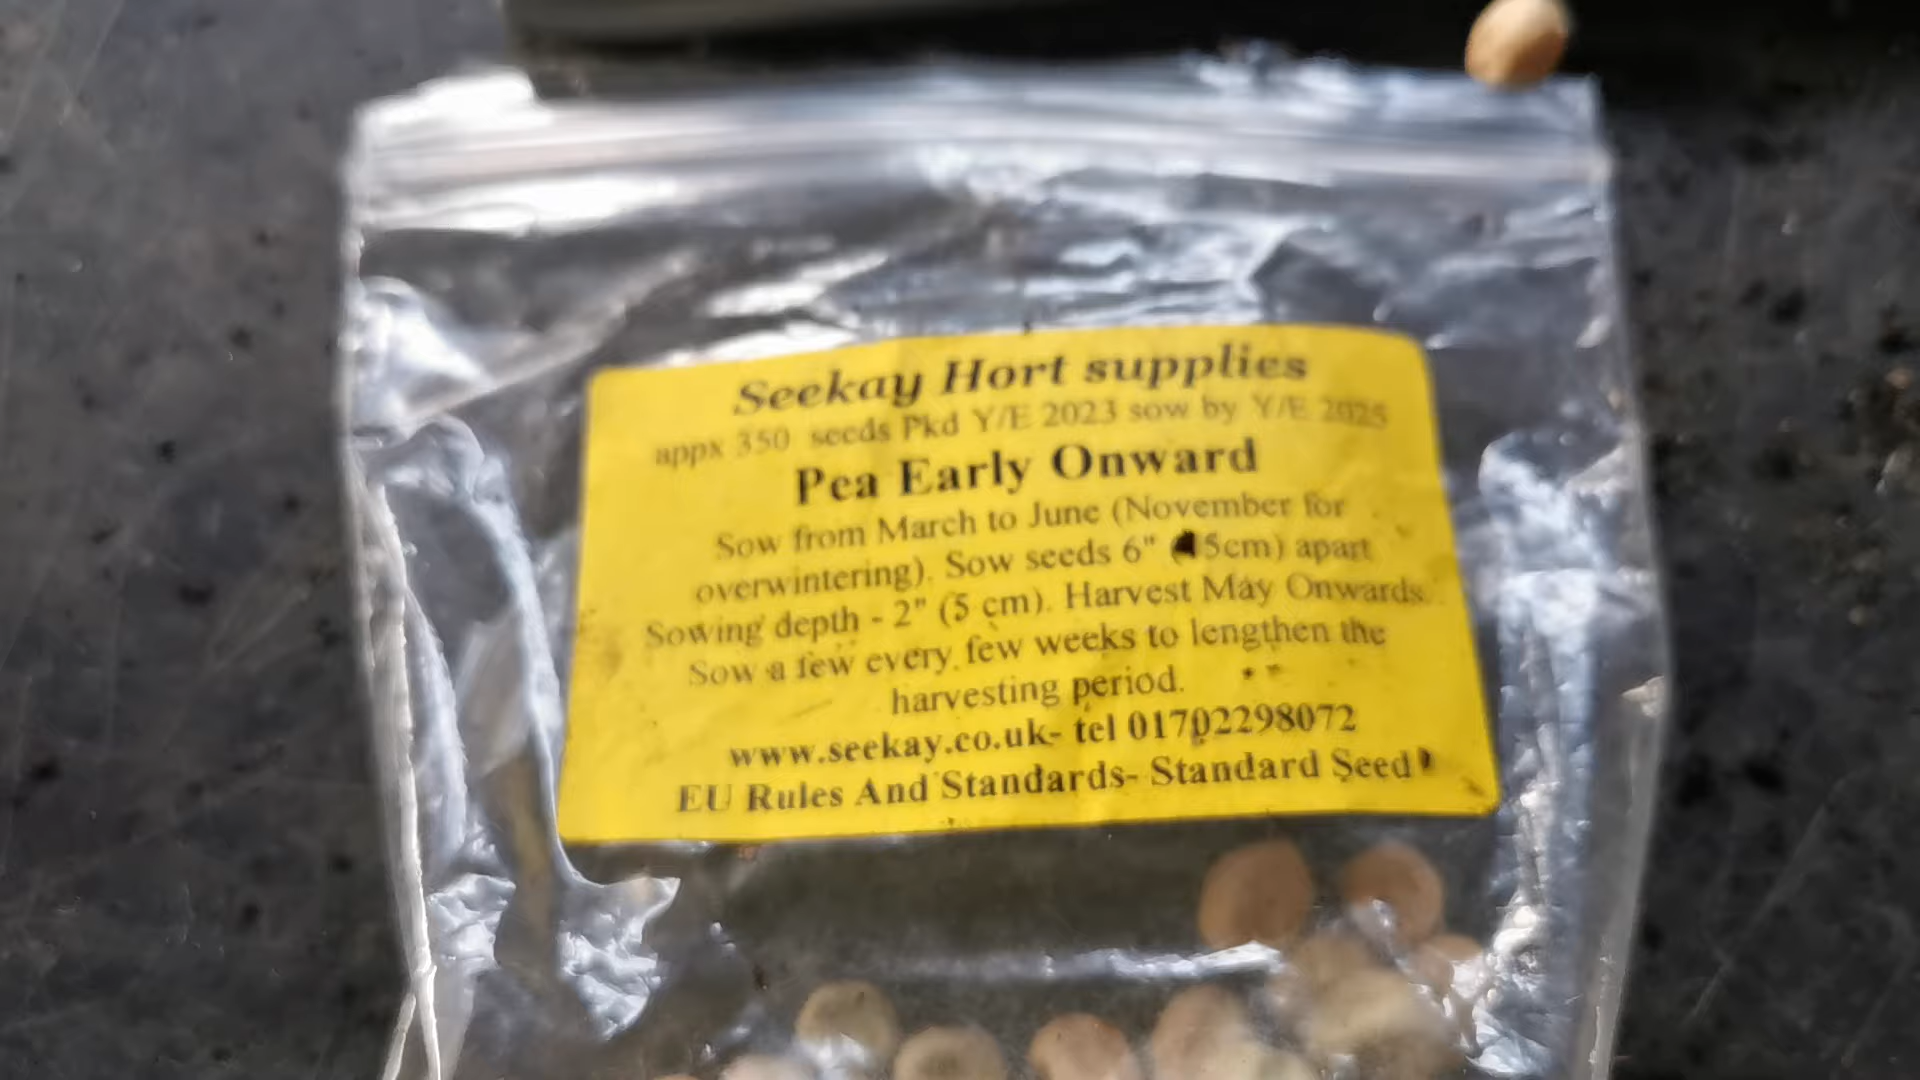 Seekay Hort supplies
appx 350 seeds Pkd Y/E 2023 sow by Y/E 2025
Pea Early Onward
Sow from March to June (November for
overwintering). Sow seeds 6" (15cm) apart
Sowing depth - 2" (5 cm). Harvest May Onwards.
Sow a few every few weeks to lengthen the
harvesting period.
www.seekay.co.uk- tel 01702298072
EU Rules And Standards- Standard Seed